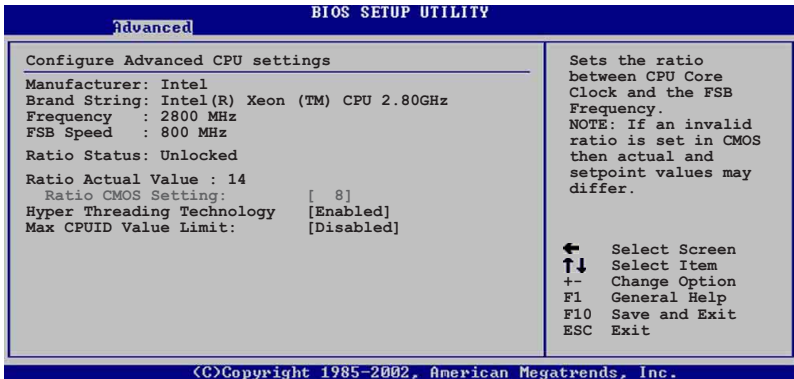 BIOS SETUP UTILITY
Advanced
Configure Advanced CPU settings
Manufacturer: Intel
Brand String: Intel(R) Xeon (TM) CPU 2.80GHz
Frequency : 2800 MHz
FSB Speed : 800 MHz
Ratio Status: Unlocked
Ratio Actual Value : 14
Ratio CMOS Setting: [ 8]
Hyper Threading Technology [Enabled]
Max CPUID Value Limit: [Disabled]
Sets the ratio
between CPU Core
Clock and the FSB
Frequency.
NOTE: If an invalid
ratio is set in CMOS
then actual and
setpoint values may
differ.
← Select Screen
↑↓ Select Item
+- Change Option
F1 General Help
F10 Save and Exit
ESC Exit
(C)Copyright 1985-2002, American Megatrends, Inc.